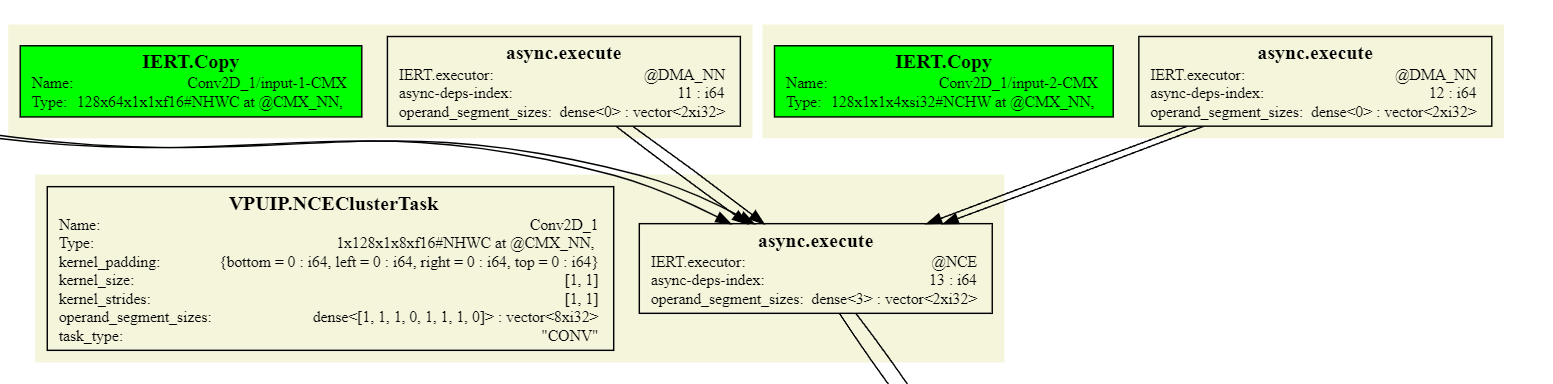 IERT.Copy
Name: Conv2D_1/input-1-CMX
Type: 128x64x1x1xf16#NHWC at @CMX_NN,
async.execute
IERT.executor: @DMA_NN
async-deps-index: 11 : i64
operand_segment_sizes: dense<0> : vector<2xi32>
IERT.Copy
Name: Conv2D_1/input-2-CMX
Type: 128x1x1x4xsi32#NCHW at @CMX_NN,
async.execute
IERT.executor: @DMA_NN
async-deps-index: 12 : i64
operand_segment_sizes: dense<0> : vector<2xi32>
VPUIP.NCEClusterTask
Name: Conv2D_1
Type: 1x128x1x8xf16#NHWC at @CMX_NN,
kernel_padding: {bottom = 0 : i64, left = 0 : i64, right = 0 : i64, top = 0 : i64}
kernel_size: [1, 1]
kernel_strides: [1, 1]
operand_segment_sizes: dense<[1, 1, 1, 0, 1, 1, 1, 0]> : vector<8xi32>
task_type: "CONV"
async.execute
IERT.executor: @NCE
async-deps-index: 13 : i64
operand_segment_sizes: dense<3> : vector<2xi32>